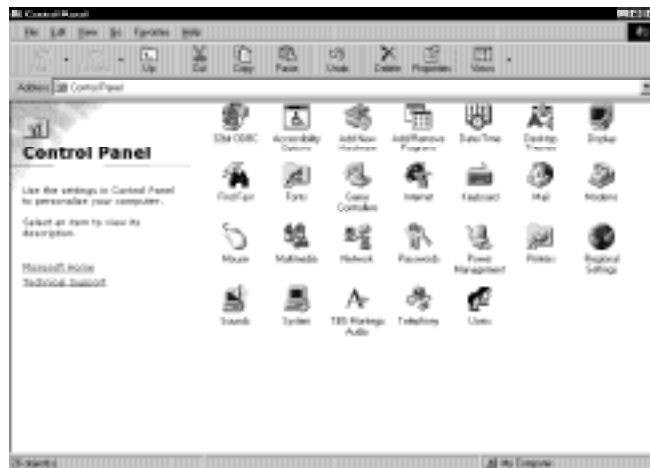 Control Panel
File Edit View Go Favorites Help
Up Cut Copy Paste Undo Delete Properties Views
Address Control Panel
Control Panel
Use the settings in Control Panel
to personalize your computer.
Select an item to view its
description.
Microsoft Home
Technical Support
32bit ODBC
Accessibility
Options
Add New
Hardware
Add/Remove
Programs
Date/Time
Desktop
Themes
Display
Find Fast
Fonts
Game
Controllers
Internet
Keyboard
Mail
Modems
Mouse
Multimedia
Network
Passwords
Power
Management
Printers
Regional
Settings
Sounds
System
Audio
Telephony
Users
object(s)
My Computer